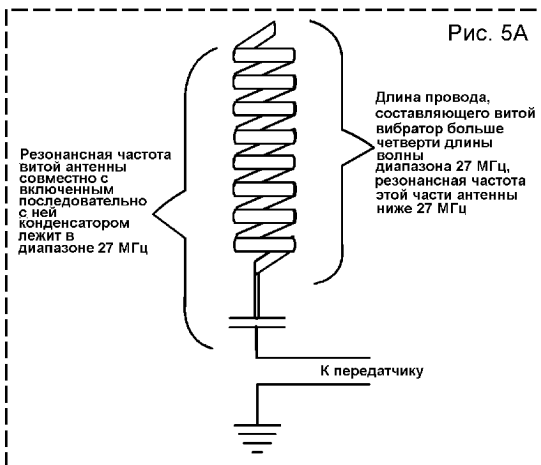 Рис. 5А
Длина провода,
составляющего витой
вибратор больше
четверти длины
волны
диапазона 27 МГц,
резонансная частота
этой части антенны
ниже 27 МГц
Резонансная частота
витой антенны
совместно с
включенным
последовательно
с ней
конденсатором
лежит в
диапазоне 27 МГц
К передатчику